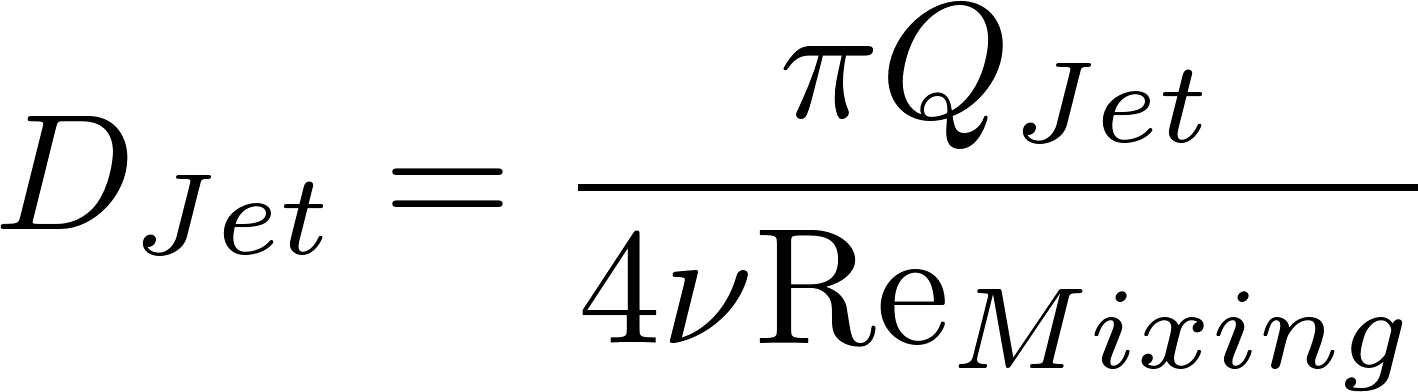 D_{Jet} = \frac{\pi Q_{Jet}}{4 \nu \mathrm{Re}_{Mixing}}